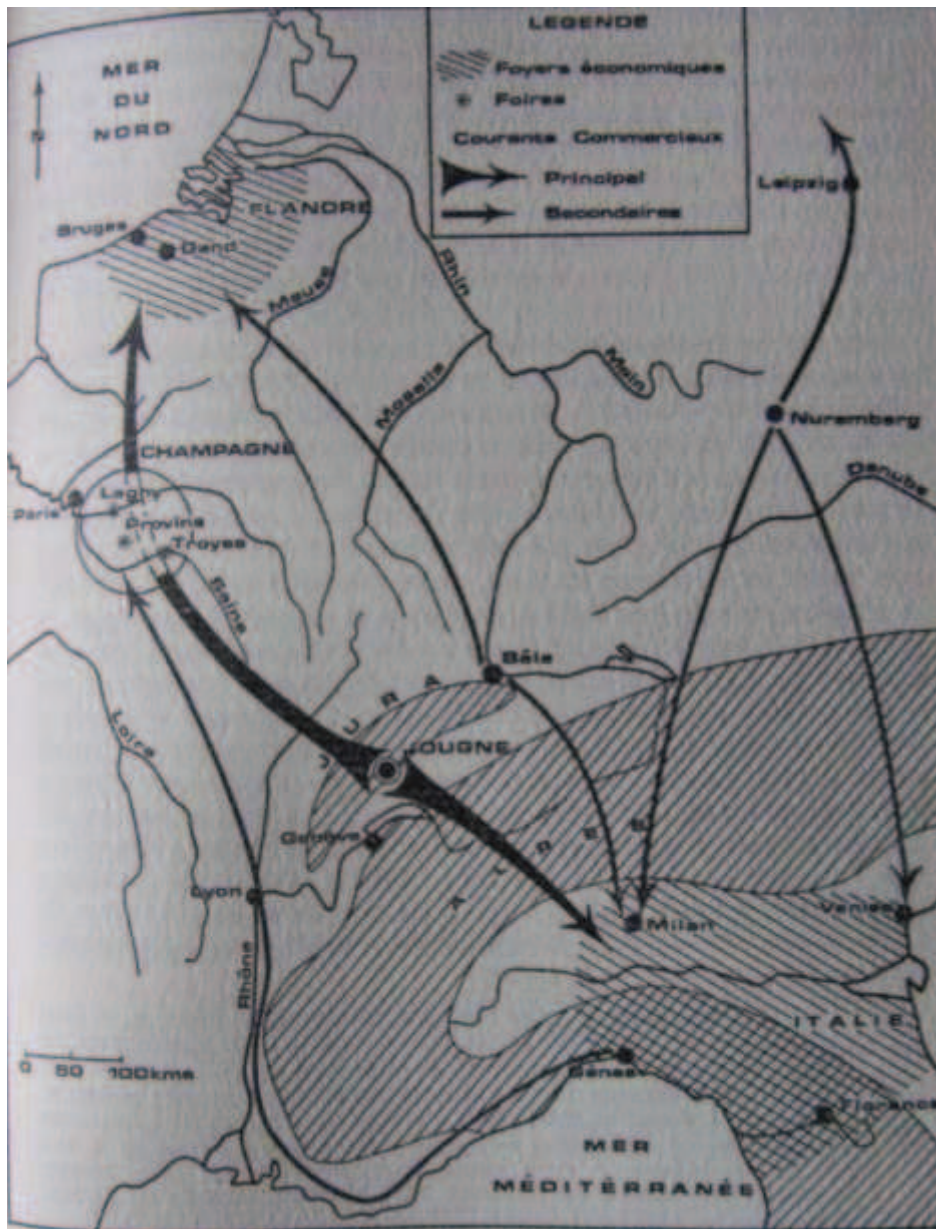 LEGENDE
Foyers économiques
Foires
Courants Commerciaux
Principal
Secondaires
MER
DU
NORD
N
FLANDRE
Bruges
Gand
Meuse
Rhin
Moselle
Main
Leipzig
Nuremberg
Danube
CHAMPAGNE
Lagny
Paris
Provins
Troyes
Seine
Bâle
JURA
JOUGNE
Loire
Genève
ALPES
Lyon
Milan
Venise
Rhône
ITALIE
0 50 100kms
Gênes
Florence
MER
MÉDITÉRRANÉE